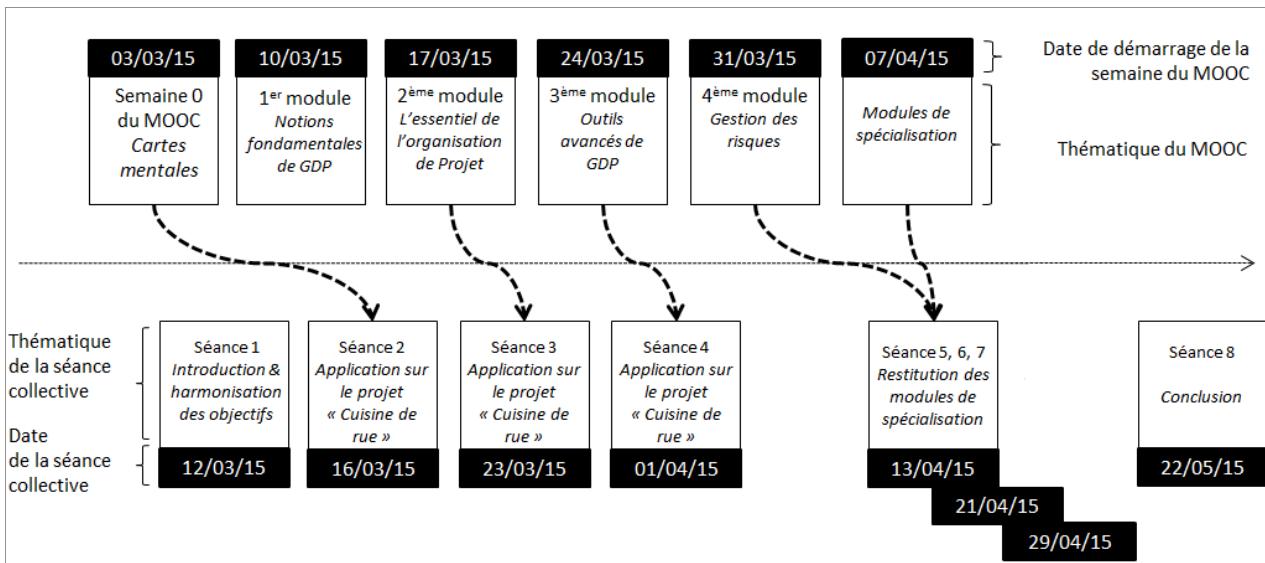 03/03/15
10/03/15
17/03/15
24/03/15
31/03/15
07/04/15
Date de démarrage de la
semaine du MOOC
Semaine 0
du MOOC
Cartes
mentales
1er module
Notions
fondamentales
de GDP
2ème module
L'essentiel de
l'organisation
de Projet
3ème module
Outils
avancés de
GDP
4ème module
Gestion des
risques
Modules de
spécialisation
Thématique du MOOC
Thématique
de la séance
collective
Séance 1
Introduction &
harmonisation
des objectifs
Séance 2
Application sur
le projet
« Cuisine de
rue »
Séance 3
Application sur
le projet
« Cuisine de
rue »
Séance 4
Application sur
le projet
« Cuisine de
rue »
Séance 5, 6, 7
Restitution des
modules de
spécialisation
Séance 8
Conclusion
Date
de la séance
collective
12/03/15
16/03/15
23/03/15
01/04/15
13/04/15
22/05/15
21/04/15
29/04/15